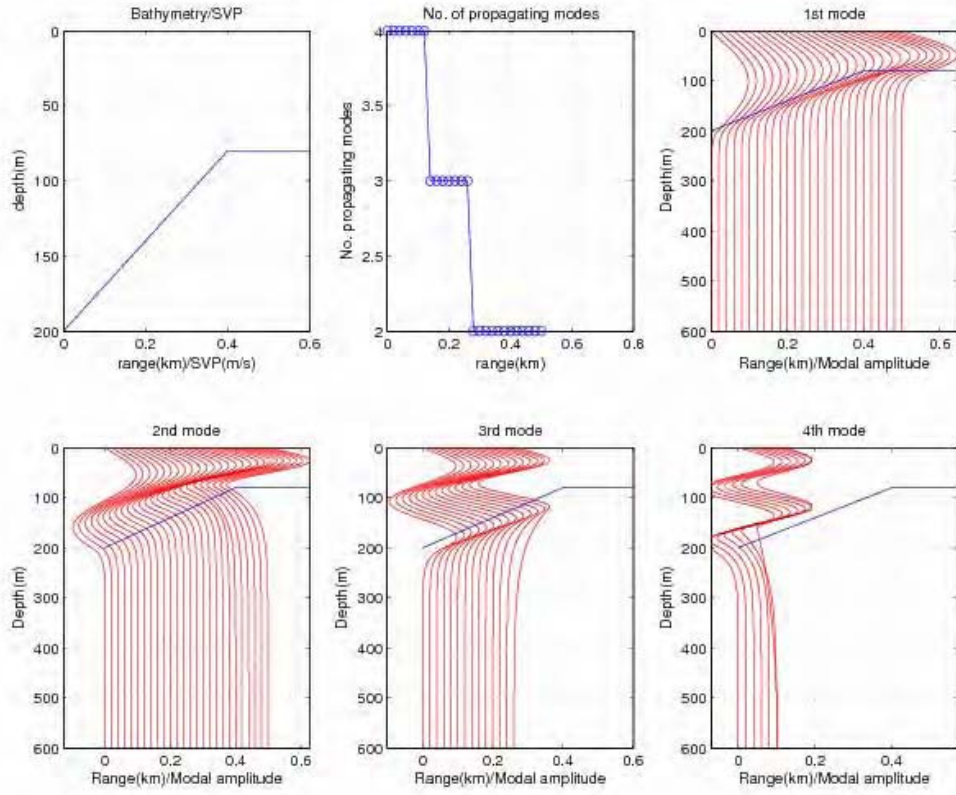 Bathymetry/SVP
0
50
100
150
200
depth(m)
0 0.2 0.4 0.6
range(km)/SVP(m/s)
No. of propagating modes
4
3.5
3
2.5
2
No. propagating modes
0 0.2 0.4 0.6 0.8
range(km)
1st mode
0
100
200
300
400
500
600
Depth(m)
0 0.2 0.4 0.6
Range(km)/Modal amplitude
2nd mode
0
100
200
300
400
500
600
Depth(m)
0 0.2 0.4 0.6
Range(km)/Modal amplitude
3rd mode
0
100
200
300
400
500
600
Depth(m)
0 0.2 0.4 0.6
Range(km)/Modal amplitude
4th mode
0
100
200
300
400
500
600
Depth(m)
0 0.2 0.4
Range(km)/Modal amplitude